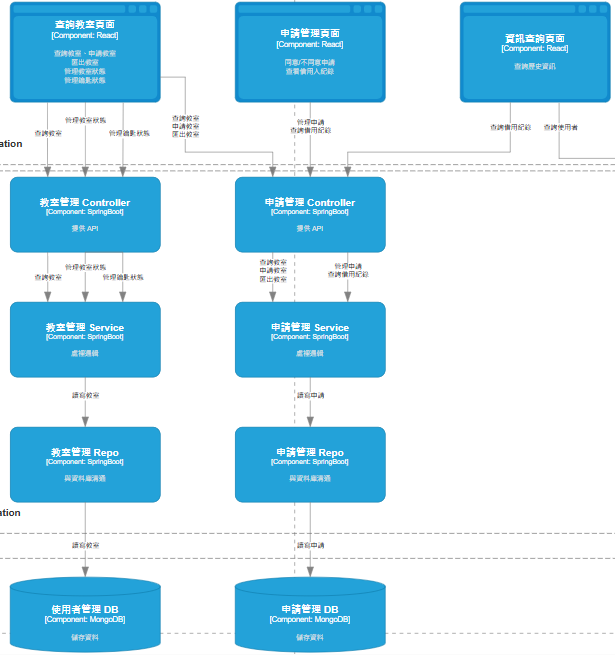 查詢教室頁面
[Component: React]
查詢教室、申請教室
匯出教室
管理教室狀態
管理鑰匙狀態
申請管理頁面
[Component: React]
同意/不同意申請
查看借用人紀錄
資訊查詢頁面
[Component: React]
查詢歷史資訊
查詢教室
管理教室狀態
管理鑰匙狀態
查詢教室
申請教室
匯出教室
管理申請
查詢借用紀錄
查詢借用紀錄
查詢使用者
ation
教室管理 Controller
[Component: SpringBoot]
提供 API
申請管理 Controller
[Component: SpringBoot]
提供 API
查詢教室
管理教室狀態
管理鑰匙狀態
查詢教室
申請教室
匯出教室
管理申請
查詢借用紀錄
教室管理 Service
[Component: SpringBoot]
處裡邏輯
申請管理 Service
[Component: SpringBoot]
處裡邏輯
讀寫教室
讀寫申請
教室管理 Repo
[Component: SpringBoot]
與資料庫溝通
申請管理 Repo
[Component: SpringBoot]
與資料庫溝通
ation
讀寫教室
讀寫申請
使用者管理 DB
[Component: MongoDB]
儲存資料
申請管理 DB
[Component: MongoDB]
儲存資料